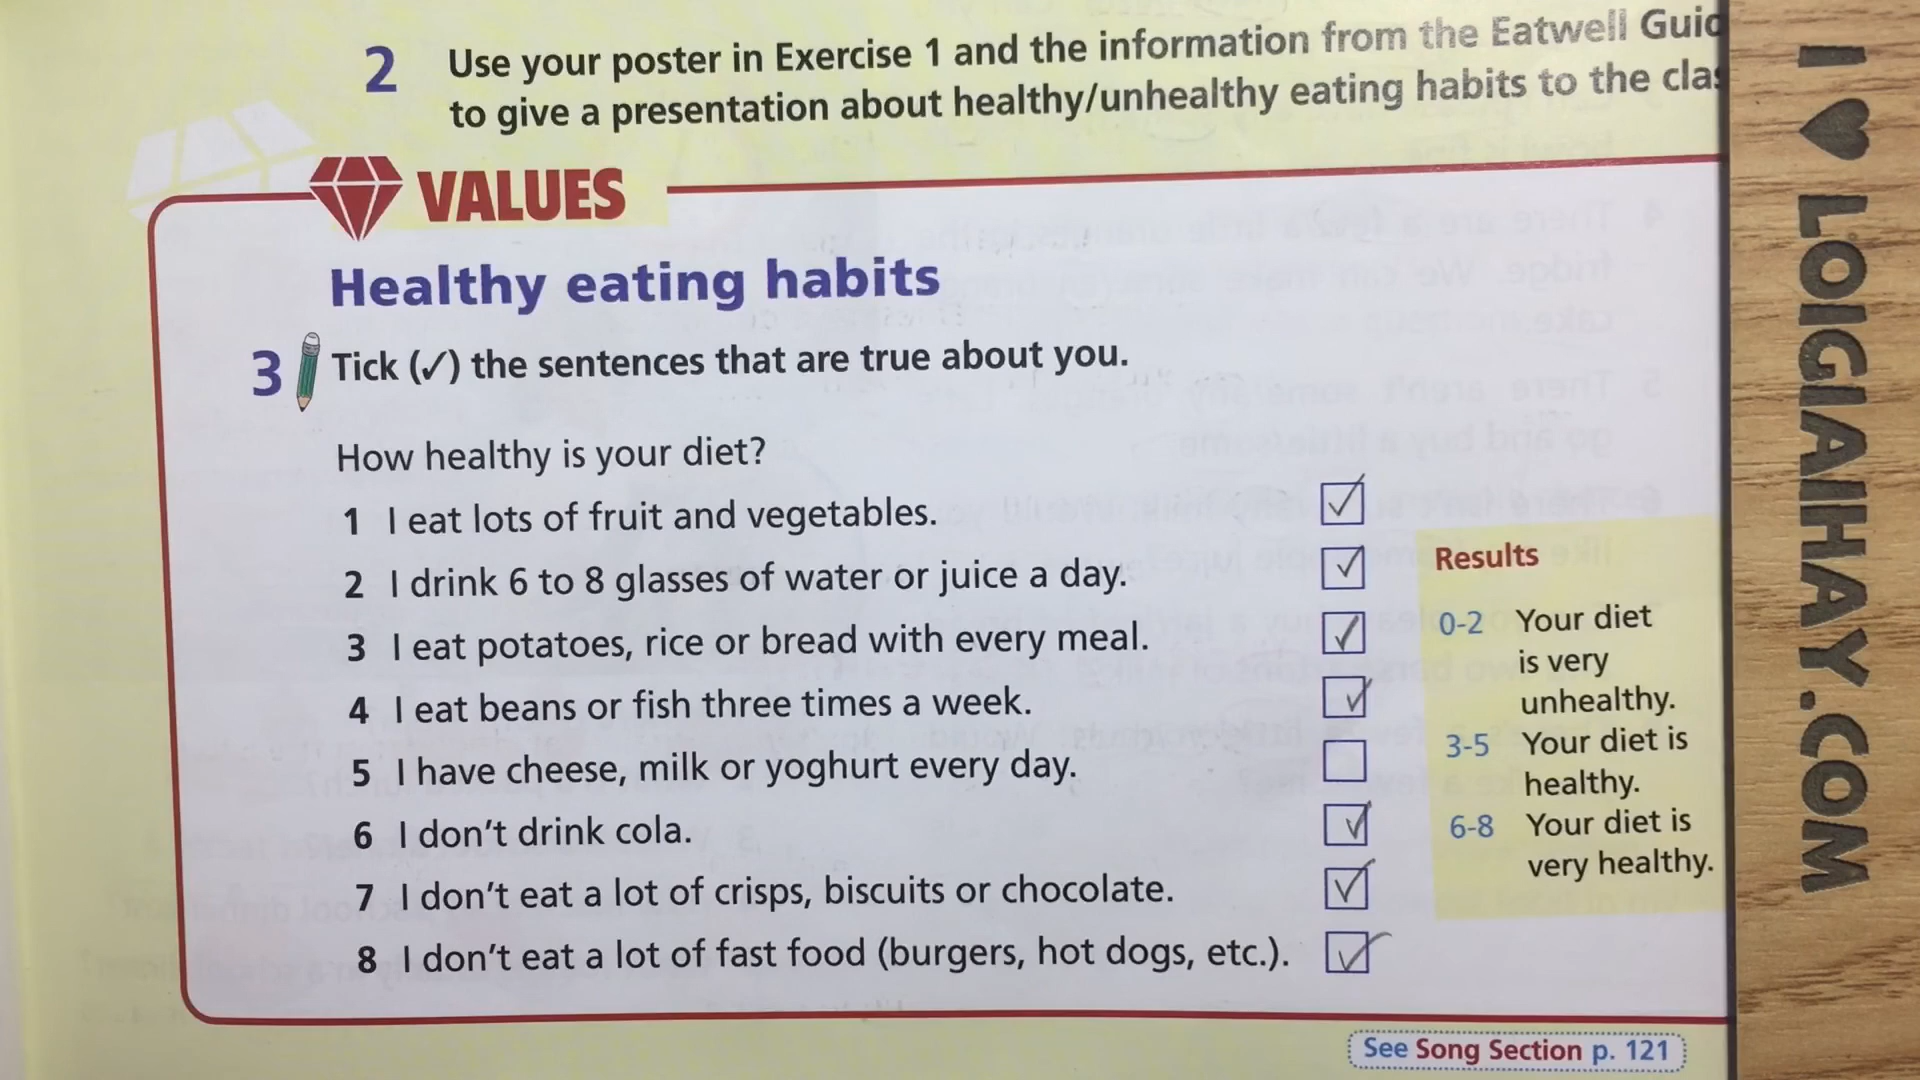 2 Use your poster in Exercise 1 and the information from the Eatwell Guid
to give a presentation about healthy/unhealthy eating habits to the clas
VALUES
Healthy eating habits
3 Tick (✓) the sentences that are true about you.
How healthy is your diet?
1 I eat lots of fruit and vegetables. ✓
2 I drink 6 to 8 glasses of water or juice a day. ✓
3 I eat potatoes, rice or bread with every meal. ✓
4 I eat beans or fish three times a week. ✓
5 I have cheese, milk or yoghurt every day.
6 I don't drink cola. ✓
7 I don't eat a lot of crisps, biscuits or chocolate. ✓
8 I don't eat a lot of fast food (burgers, hot dogs, etc.). ✓
Results
0-2 Your diet
is very
unhealthy.
3-5 Your diet is
healthy.
6-8 Your diet is
very healthy.
See Song Section p. 121
I ♥ LOIGIAIHAY.COM